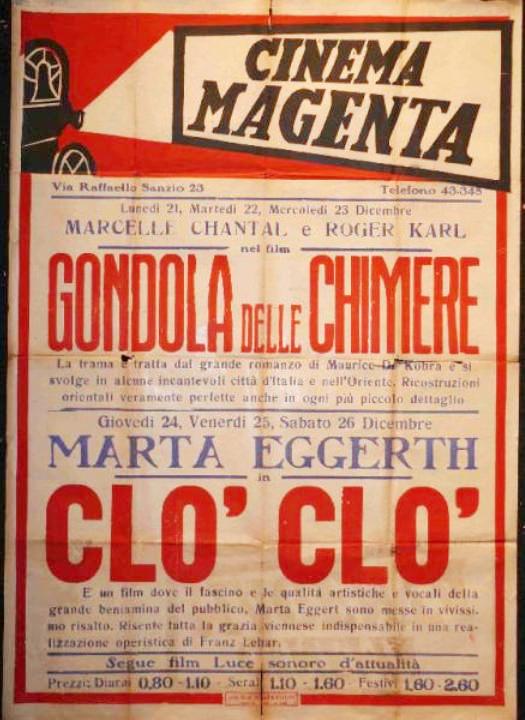 CINEMA
MAGENTA
Via Raffaello Sanzio 23 Telefono 43-345
Lunedì 21, Martedì 22, Mercoledì 23 Dicembre
MARCELLE CHANTAL e ROGER KARL
nel film
GONDOLA DELLE CHIMERE
La trama è tratta dal grande romanzo di Maurice De Kobra e si
svolge in alcune incantevoli città d'Italia e nell'Oriente. Ricostruzioni
orientali veramente perfette anche in ogni più piccolo dettaglio
Giovedì 24, Venerdì 25, Sabato 26 Dicembre
MARTA EGGERTH
in
CLO' CLO'
E un film dove il fascino e le qualità artistiche e vocali della
grande beniamina del pubblico, Marta Eggert sono messe in vivissi-
mo risalto. Risente tutta la grazia viennese indispensabile in una rea-
lizzazione operistica di Franz Lehar.
Segue film Luce sonoro d'attualità
Prezzi: Diurni 0,80 - 1.10 - Serali 1.10 - 1.60 - Festivi 1,60 - 2.60